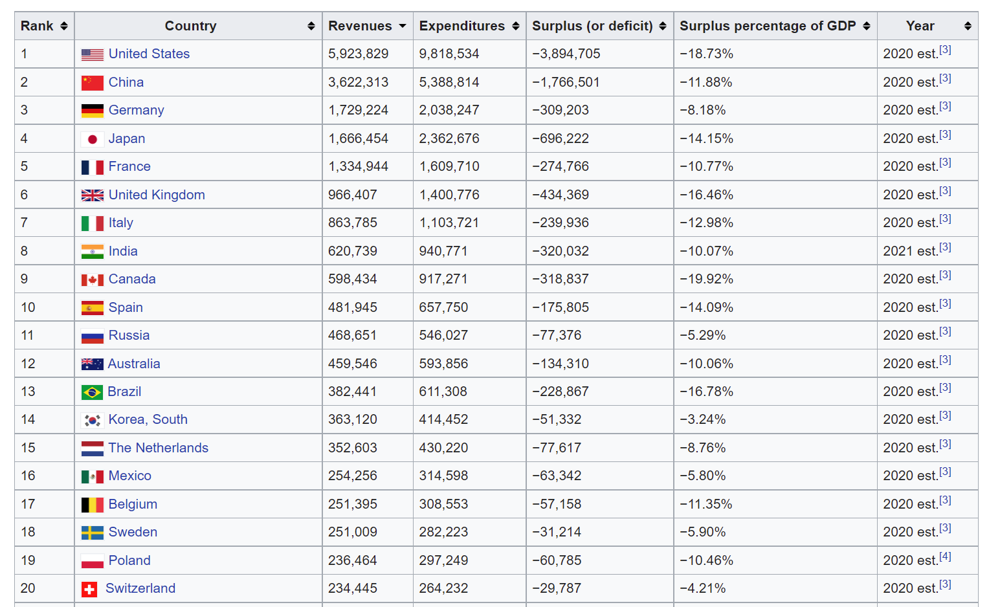 Rank Country Revenues Expenditures Surplus (or deficit) Surplus percentage of GDP Year
1 United States 5,923,829 9,818,534 −3,894,705 −18.73% 2020 est.[3]
2 China 3,622,313 5,388,814 −1,766,501 −11.88% 2020 est.[3]
3 Germany 1,729,224 2,038,247 −309,203 −8.18% 2020 est.[3]
4 Japan 1,666,454 2,362,676 −696,222 −14.15% 2020 est.[3]
5 France 1,334,944 1,609,710 −274,766 −10.77% 2020 est.[3]
6 United Kingdom 966,407 1,400,776 −434,369 −16.46% 2020 est.[3]
7 Italy 863,785 1,103,721 −239,936 −12.98% 2020 est.[3]
8 India 620,739 940,771 −320,032 −10.07% 2021 est.[3]
9 Canada 598,434 917,271 −318,837 −19.92% 2020 est.[3]
10 Spain 481,945 657,750 −175,805 −14.09% 2020 est.[3]
11 Russia 468,651 546,027 −77,376 −5.29% 2020 est.[3]
12 Australia 459,546 593,856 −134,310 −10.06% 2020 est.[3]
13 Brazil 382,441 611,308 −228,867 −16.78% 2020 est.[3]
14 Korea, South 363,120 414,452 −51,332 −3.24% 2020 est.[3]
15 The Netherlands 352,603 430,220 −77,617 −8.76% 2020 est.[3]
16 Mexico 254,256 314,598 −63,342 −5.80% 2020 est.[3]
17 Belgium 251,395 308,553 −57,158 −11.35% 2020 est.[3]
18 Sweden 251,009 282,223 −31,214 −5.90% 2020 est.[3]
19 Poland 236,464 297,249 −60,785 −10.46% 2020 est.[4]
20 Switzerland 234,445 264,232 −29,787 −4.21% 2020 est.[3]